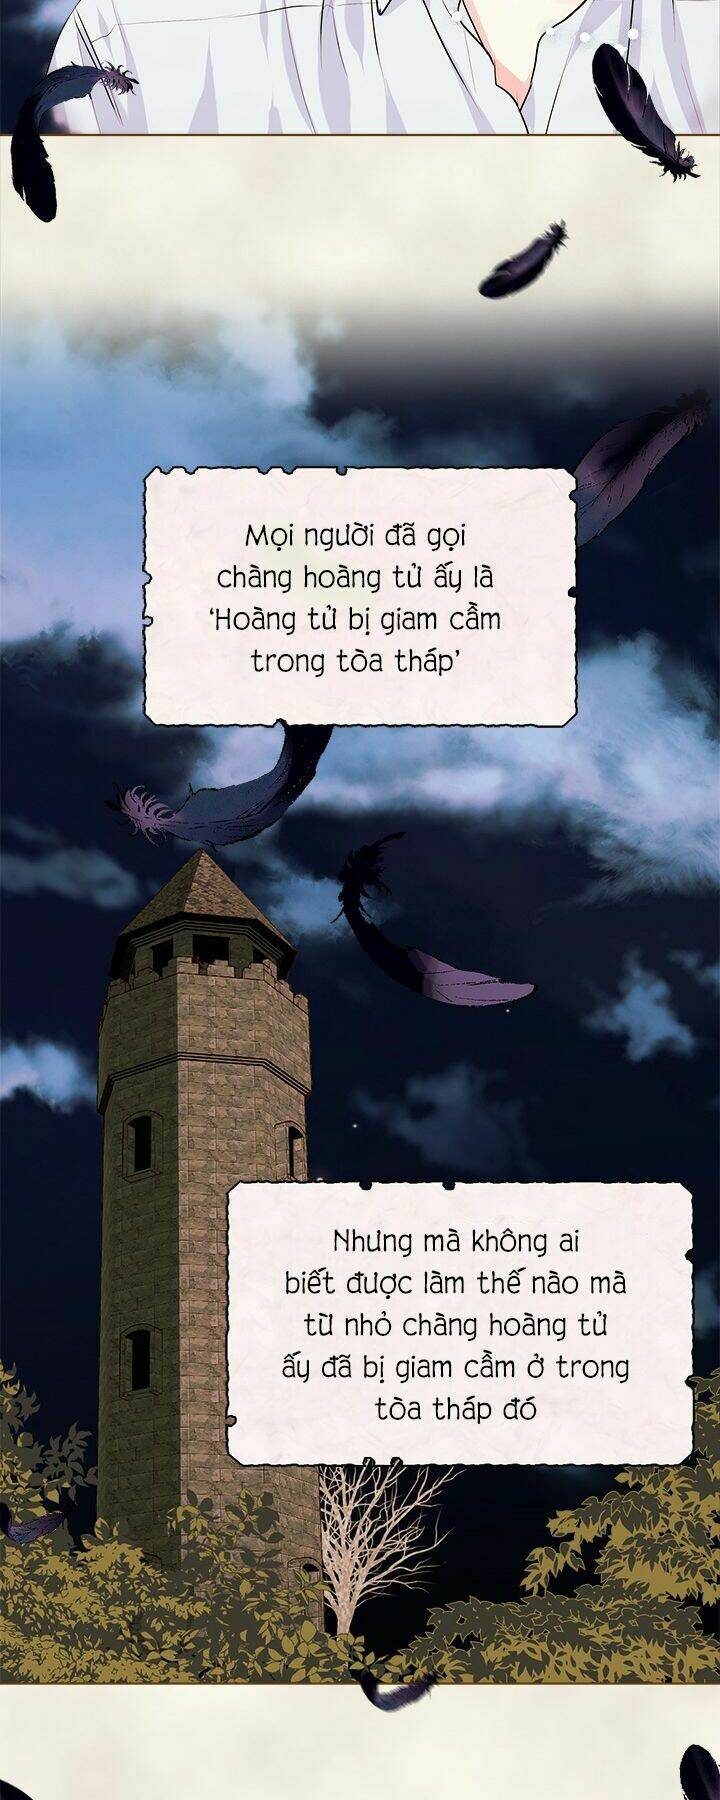 Mọi người đã gọi
chàng hoàng tử ấy là
‘Hoàng tử bị giam cầm
trong tòa tháp’
Nhưng mà không ai
biết được làm thế nào mà
từ nhỏ chàng hoàng tử
ấy đã bị giam cầm ở trong
tòa tháp đó